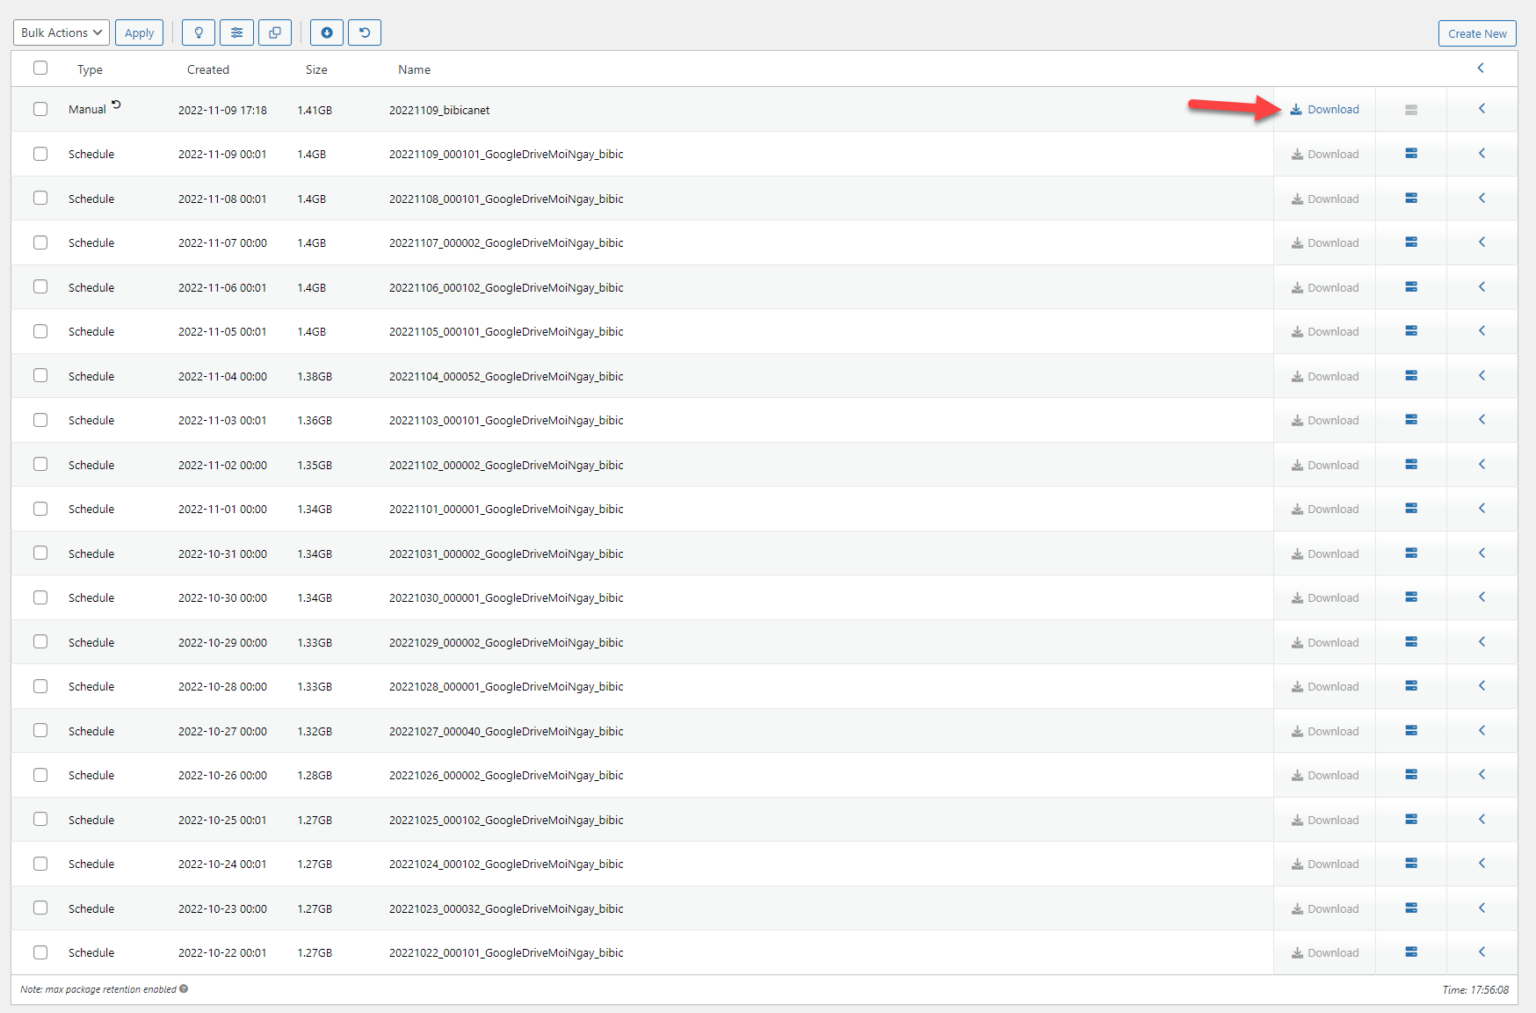 Bulk Actions Apply Create New
Type Created Size Name
Manual 2022-11-09 17:18 1.41GB 20221109_bibicanet Download
Schedule 2022-11-09 00:01 1.4GB 20221109_000101_GoogleDriveMoiNgay_bibic Download
Schedule 2022-11-08 00:01 1.4GB 20221108_000101_GoogleDriveMoiNgay_bibic Download
Schedule 2022-11-07 00:00 1.4GB 20221107_000002_GoogleDriveMoiNgay_bibic Download
Schedule 2022-11-06 00:01 1.4GB 20221106_000102_GoogleDriveMoiNgay_bibic Download
Schedule 2022-11-05 00:01 1.4GB 20221105_000101_GoogleDriveMoiNgay_bibic Download
Schedule 2022-11-04 00:00 1.38GB 20221104_000052_GoogleDriveMoiNgay_bibic Download
Schedule 2022-11-03 00:01 1.36GB 20221103_000101_GoogleDriveMoiNgay_bibic Download
Schedule 2022-11-02 00:00 1.35GB 20221102_000002_GoogleDriveMoiNgay_bibic Download
Schedule 2022-11-01 00:00 1.34GB 20221101_000001_GoogleDriveMoiNgay_bibic Download
Schedule 2022-10-31 00:00 1.34GB 20221031_000002_GoogleDriveMoiNgay_bibic Download
Schedule 2022-10-30 00:00 1.34GB 20221030_000001_GoogleDriveMoiNgay_bibic Download
Schedule 2022-10-29 00:00 1.33GB 20221029_000002_GoogleDriveMoiNgay_bibic Download
Schedule 2022-10-28 00:00 1.33GB 20221028_000001_GoogleDriveMoiNgay_bibic Download
Schedule 2022-10-27 00:00 1.32GB 20221027_000040_GoogleDriveMoiNgay_bibic Download
Schedule 2022-10-26 00:00 1.28GB 20221026_000002_GoogleDriveMoiNgay_bibic Download
Schedule 2022-10-25 00:01 1.27GB 20221025_000102_GoogleDriveMoiNgay_bibic Download
Schedule 2022-10-24 00:01 1.27GB 20221024_000102_GoogleDriveMoiNgay_bibic Download
Schedule 2022-10-23 00:00 1.27GB 20221023_000032_GoogleDriveMoiNgay_bibic Download
Schedule 2022-10-22 00:01 1.27GB 20221022_000101_GoogleDriveMoiNgay_bibic Download
Note: max package retention enabled Time: 17:56:08